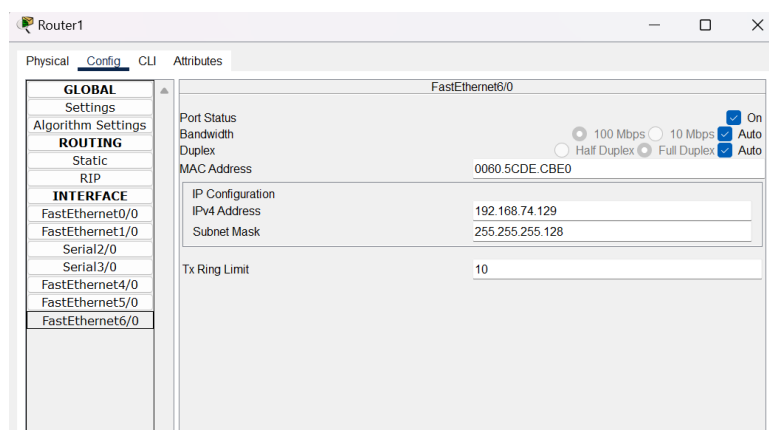 Router1
Physical Config CLI Attributes
GLOBAL
Settings
Algorithm Settings
ROUTING
Static
RIP
INTERFACE
FastEthernet0/0
FastEthernet1/0
Serial2/0
Serial3/0
FastEthernet4/0
FastEthernet5/0
FastEthernet6/0
FastEthernet6/0
Port Status On
Bandwidth 100 Mbps 10 Mbps Auto
Duplex Half Duplex Full Duplex Auto
MAC Address 0060.5CDE.CBE0
IP Configuration
IPv4 Address 192.168.74.129
Subnet Mask 255.255.255.128
Tx Ring Limit 10